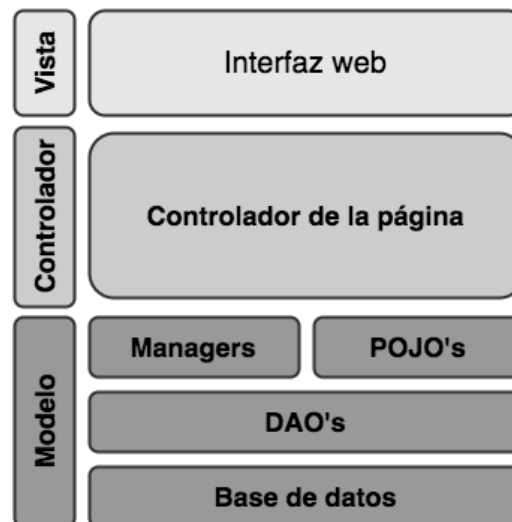 Vista
Interfaz web
Controlador
Controlador de la página
Modelo
Managers
POJO's
DAO's
Base de datos